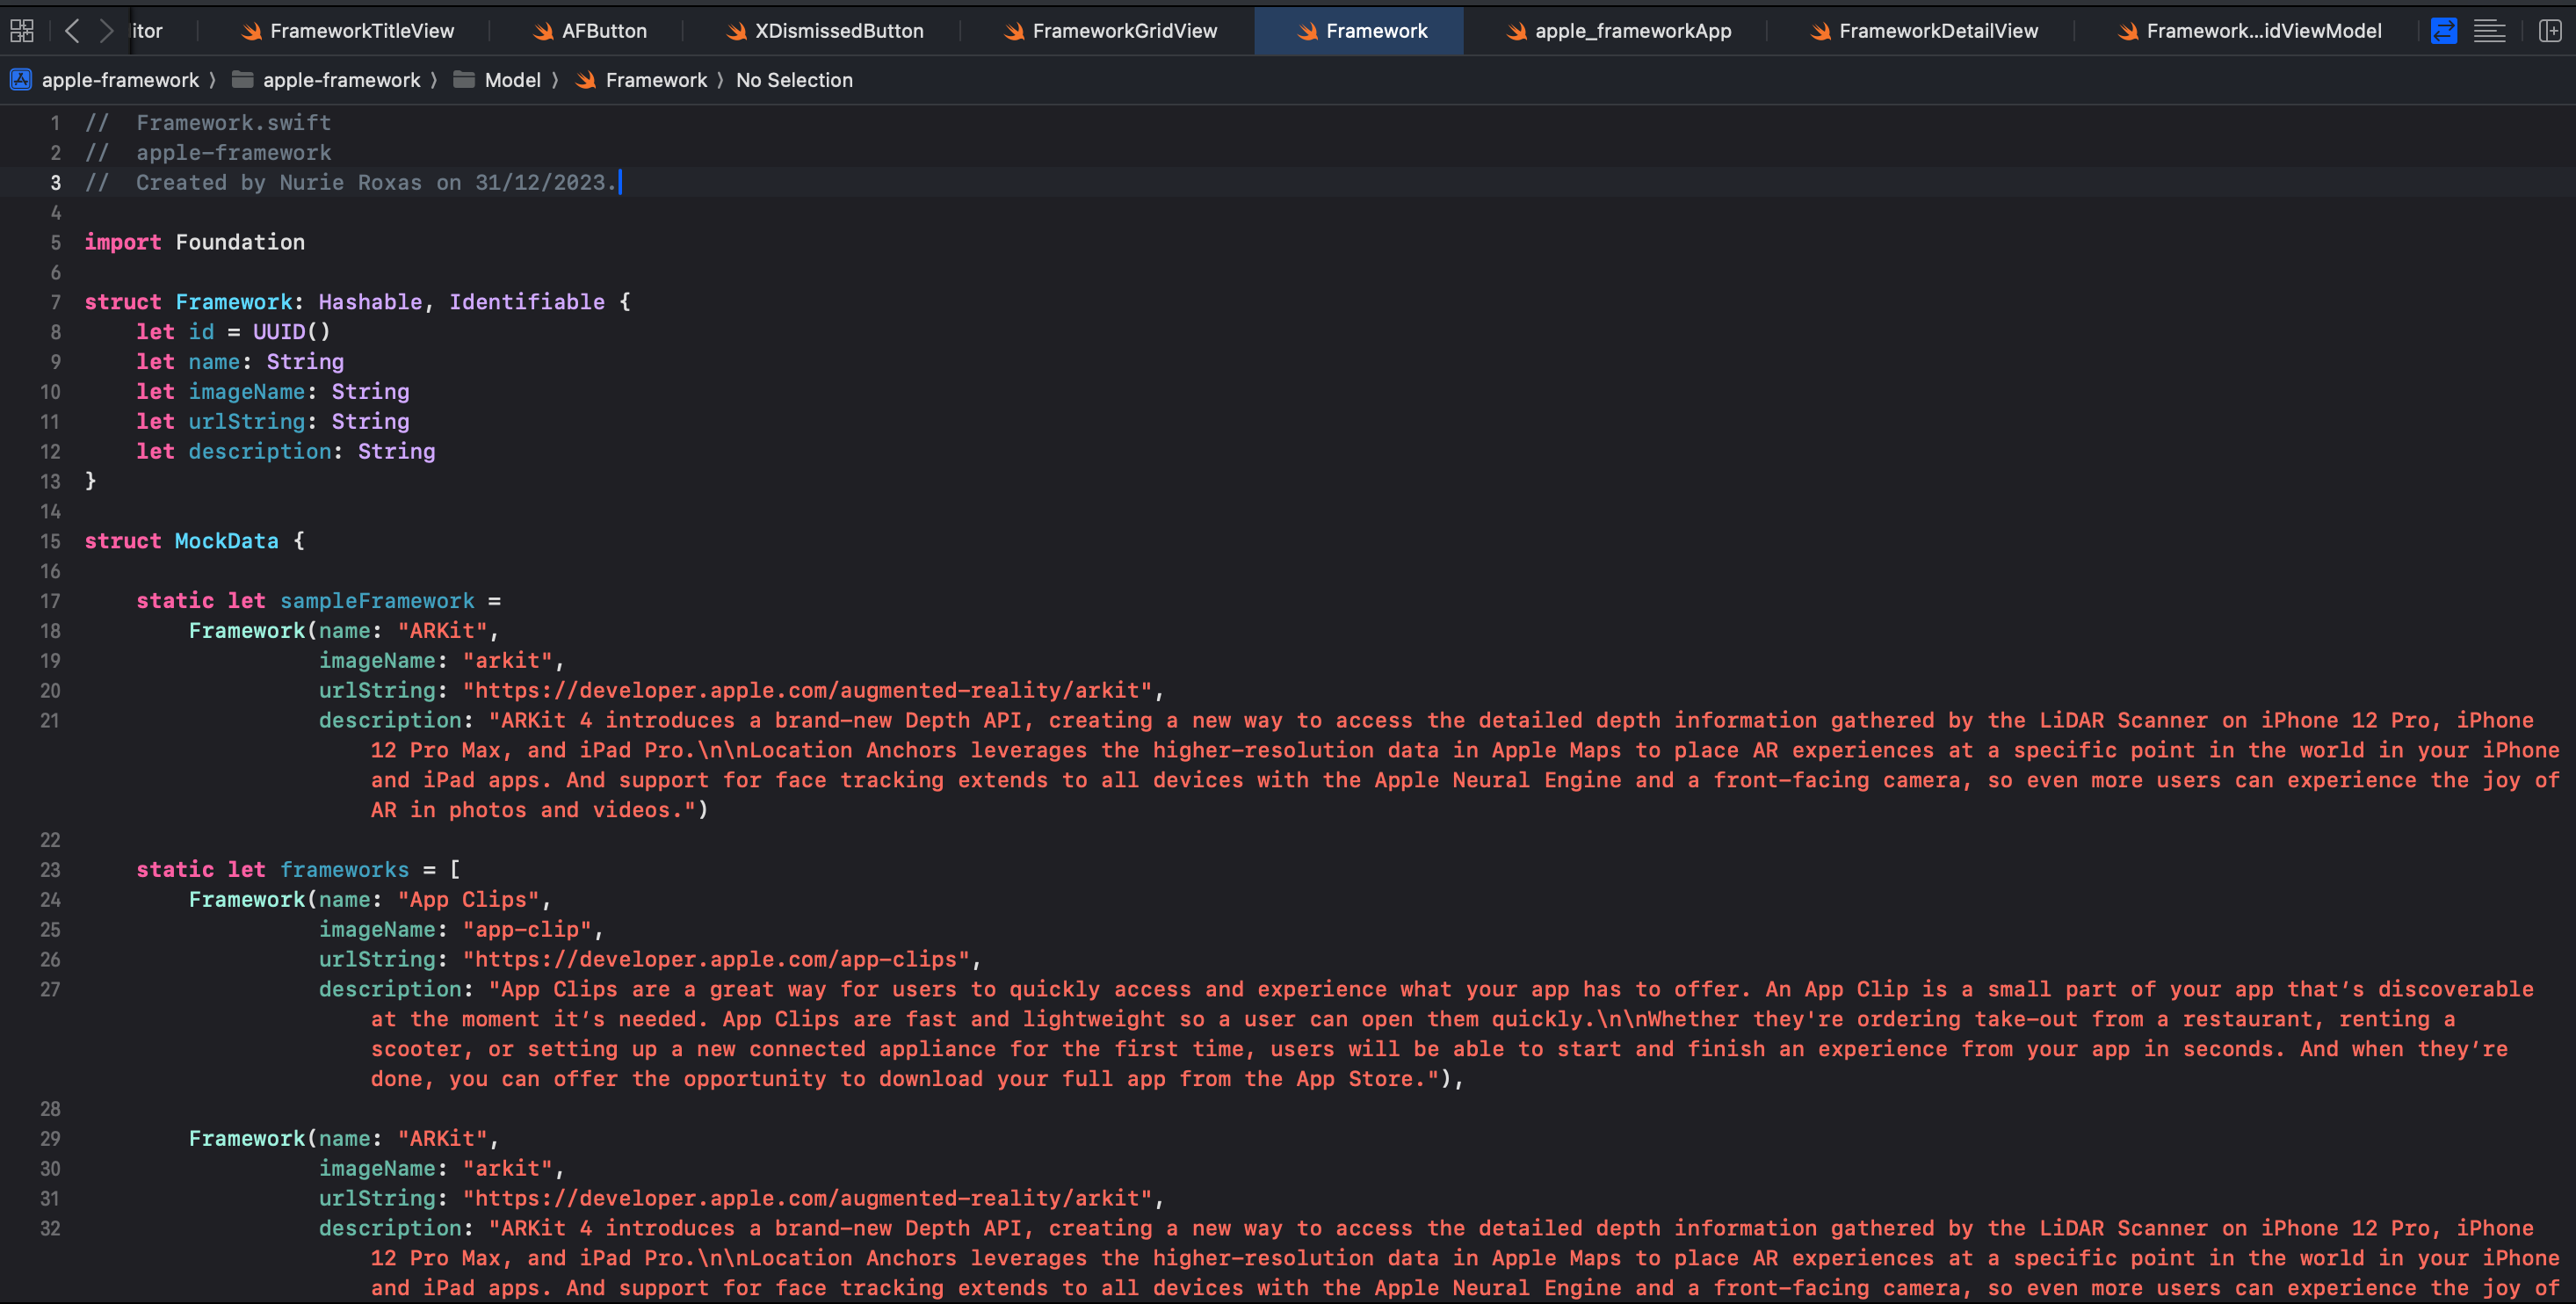 itor FrameworkTitleView AFButton XDismissedButton FrameworkGridView Framework apple_frameworkApp FrameworkDetailView Framework...idViewModel
apple-framework 〉 apple-framework 〉 Model 〉 Framework 〉 No Selection
1 //  Framework.swift
2 //  apple-framework
3 //  Created by Nurie Roxas on 31/12/2023.
4
5 import Foundation
6
7 struct Framework: Hashable, Identifiable {
8     let id = UUID()
9     let name: String
10     let imageName: String
11     let urlString: String
12     let description: String
13 }
14
15 struct MockData {
16
17     static let sampleFramework =
18         Framework(name: "ARKit",
19                   imageName: "arkit",
20                   urlString: "https://developer.apple.com/augmented-reality/arkit",
21                   description: "ARKit 4 introduces a brand-new Depth API, creating a new way to access the detailed depth information gathered by the LiDAR Scanner on iPhone 12 Pro, iPhone
12 Pro Max, and iPad Pro.\n\nLocation Anchors leverages the higher-resolution data in Apple Maps to place AR experiences at a specific point in the world in your iPhone
and iPad apps. And support for face tracking extends to all devices with the Apple Neural Engine and a front-facing camera, so even more users can experience the joy of
AR in photos and videos.")
22
23     static let frameworks = [
24         Framework(name: "App Clips",
25                   imageName: "app-clip",
26                   urlString: "https://developer.apple.com/app-clips",
27                   description: "App Clips are a great way for users to quickly access and experience what your app has to offer. An App Clip is a small part of your app that’s discoverable
at the moment it’s needed. App Clips are fast and lightweight so a user can open them quickly.\n\nWhether they're ordering take-out from a restaurant, renting a
scooter, or setting up a new connected appliance for the first time, users will be able to start and finish an experience from your app in seconds. And when they’re
done, you can offer the opportunity to download your full app from the App Store."),
28
29         Framework(name: "ARKit",
30                   imageName: "arkit",
31                   urlString: "https://developer.apple.com/augmented-reality/arkit",
32                   description: "ARKit 4 introduces a brand-new Depth API, creating a new way to access the detailed depth information gathered by the LiDAR Scanner on iPhone 12 Pro, iPhone
12 Pro Max, and iPad Pro.\n\nLocation Anchors leverages the higher-resolution data in Apple Maps to place AR experiences at a specific point in the world in your iPhone
and iPad apps. And support for face tracking extends to all devices with the Apple Neural Engine and a front-facing camera, so even more users can experience the joy of